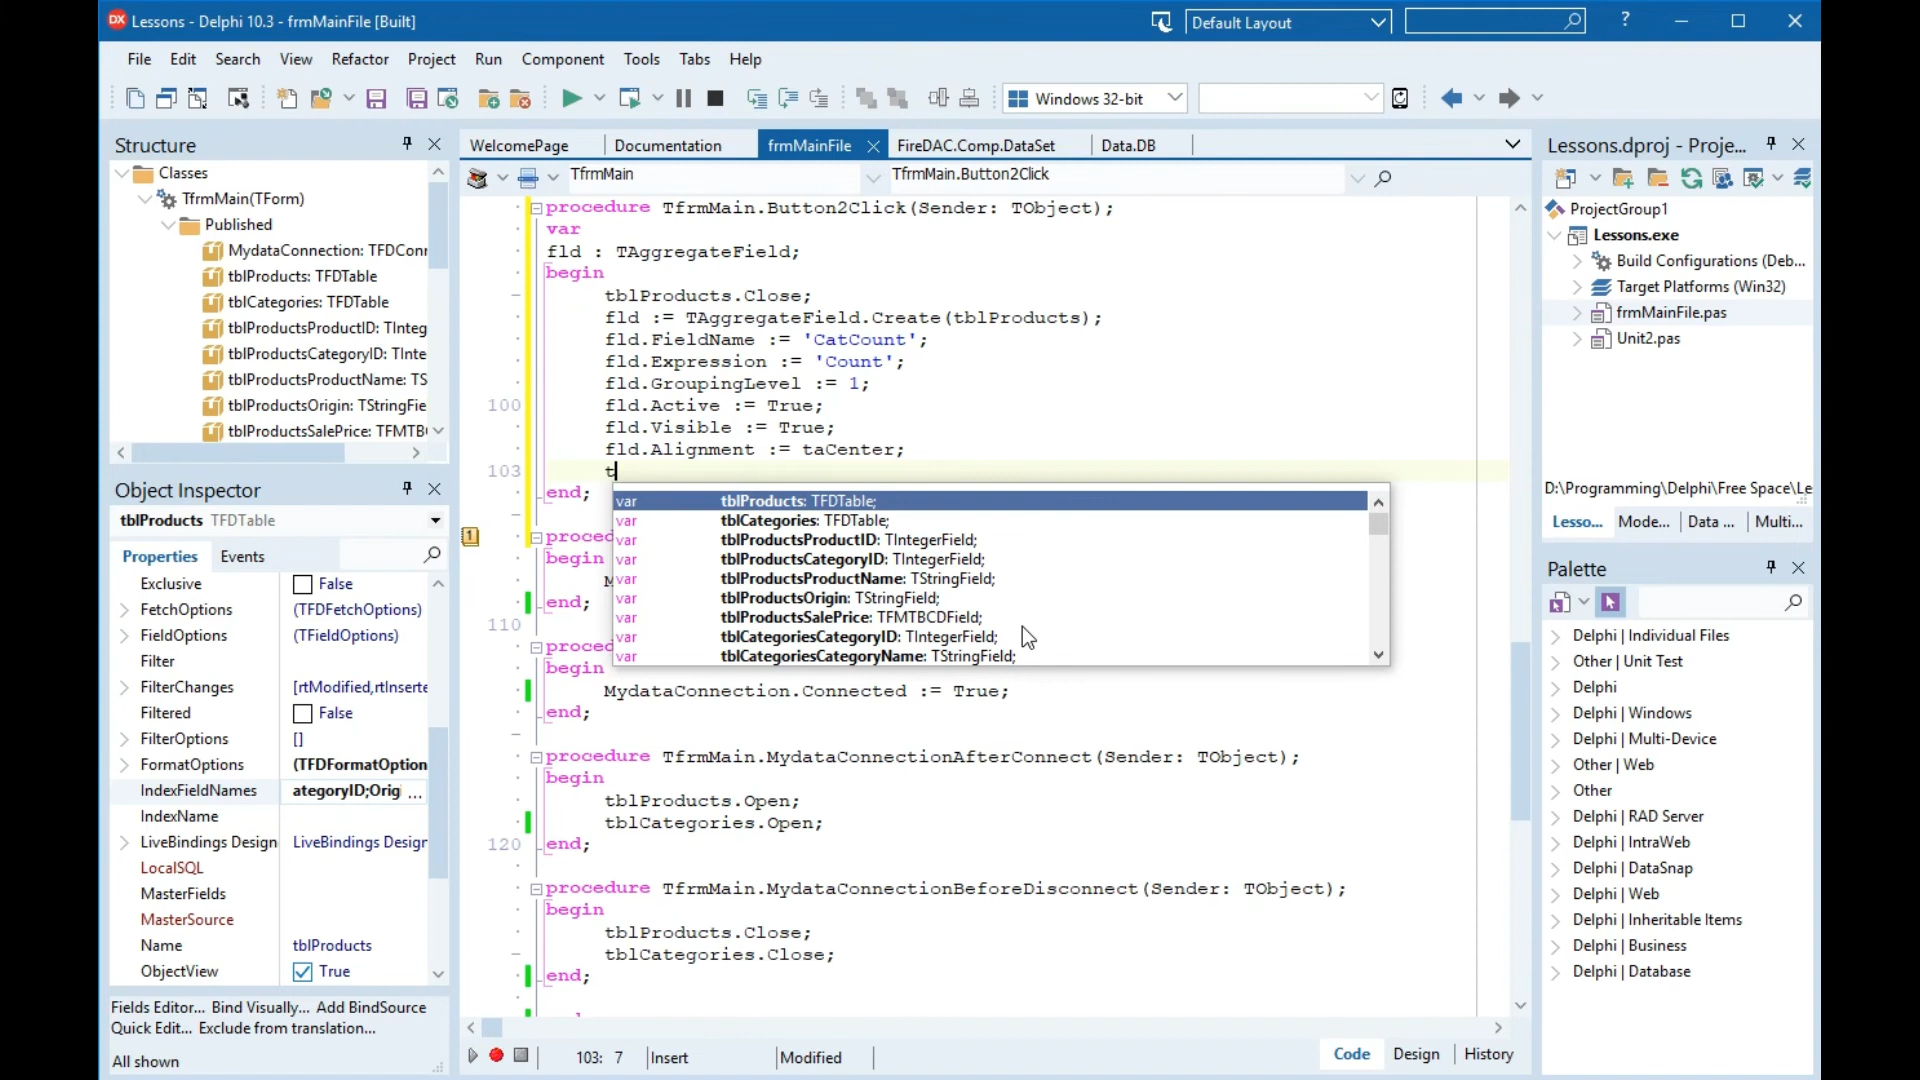 Lessons - Delphi 10.3 - frmMainFile [Built]
Default Layout
?
File Edit Search View Refactor Project Run Component Tools Tabs Help
Windows 32-bit
Structure
Classes
TfrmMain(TForm)
Published
MydataConnection: TFDConr
tblProducts: TFDTable
tblCategories: TFDTable
tblProductsProductID: TInteg
tblProductsCategoryID: TInte
tblProductsProductName: TS
tblProductsOrigin: TStringFie
tblProductsSalePrice: TFMTB
Object Inspector
tblProducts TFDTable
Properties Events
Exclusive False
FetchOptions (TFDFetchOptions)
FieldOptions (TFieldOptions)
Filter
FilterChanges [rtModified,rtInserte
Filtered False
FilterOptions []
FormatOptions (TFDFormatOption
IndexFieldNames ategoryID;Orig ...
IndexName
LiveBindings Design LiveBindings Design
LocalSQL
MasterFields
MasterSource
Name tblProducts
ObjectView True
Fields Editor... Bind Visually... Add BindSource
Quick Edit... Exclude from translation...
All shown
WelcomePage Documentation frmMainFile FireDAC.Comp.DataSet Data.DB
TfrmMain TfrmMain.Button2Click
procedure TfrmMain.Button2Click(Sender: TObject);
var
fld : TAggregateField;
begin
tblProducts.Close;
fld := TAggregateField.Create(tblProducts);
fld.FieldName := 'CatCount';
fld.Expression := 'Count';
fld.GroupingLevel := 1;
100 fld.Active := True;
fld.Visible := True;
fld.Alignment := taCenter;
103 t
end;
var tblProducts: TFDTable;
var tblCategories: TFDTable;
var tblProductsProductID: TIntegerField;
var tblProductsCategoryID: TIntegerField;
var tblProductsProductName: TStringField;
var tblProductsOrigin: TStringField;
var tblProductsSalePrice: TFMTBCDField;
var tblCategoriesCategoryID: TIntegerField;
var tblCategoriesCategoryName: TStringField;
1 proced
begin
M
end;
110
proced
begin
MydataConnection.Connected := True;
end;
procedure TfrmMain.MydataConnectionAfterConnect(Sender: TObject);
begin
tblProducts.Open;
tblCategories.Open;
120 end;
procedure TfrmMain.MydataConnectionBeforeDisconnect(Sender: TObject);
begin
tblProducts.Close;
tblCategories.Close;
end;
103: 7 Insert Modified
Code Design History
Lessons.dproj - Proje...
ProjectGroup1
Lessons.exe
Build Configurations (Deb...
Target Platforms (Win32)
frmMainFile.pas
Unit2.pas
D:\Programming\Delphi\Free Space\Le
Lesso... Mode... Data ... Multi...
Palette
Delphi | Individual Files
Other | Unit Test
Delphi
Delphi | Windows
Delphi | Multi-Device
Other | Web
Other
Delphi | RAD Server
Delphi | IntraWeb
Delphi | DataSnap
Delphi | Web
Delphi | Inheritable Items
Delphi | Business
Delphi | Database